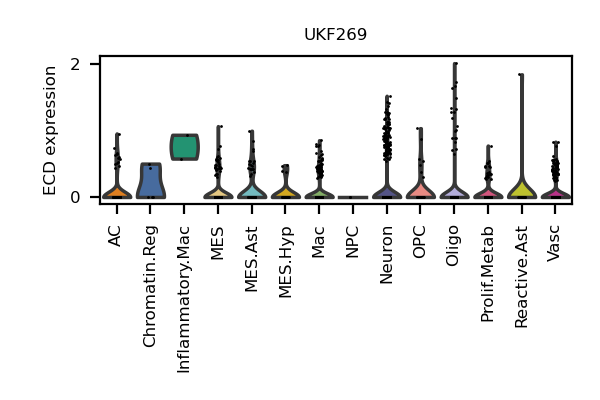 UKF269
ECD expression
2
0
AC
Chromatin.Reg
Inflammatory.Mac
MES
MES.Ast
MES.Hyp
Mac
NPC
Neuron
OPC
Oligo
Prolif.Metab
Reactive.Ast
Vasc